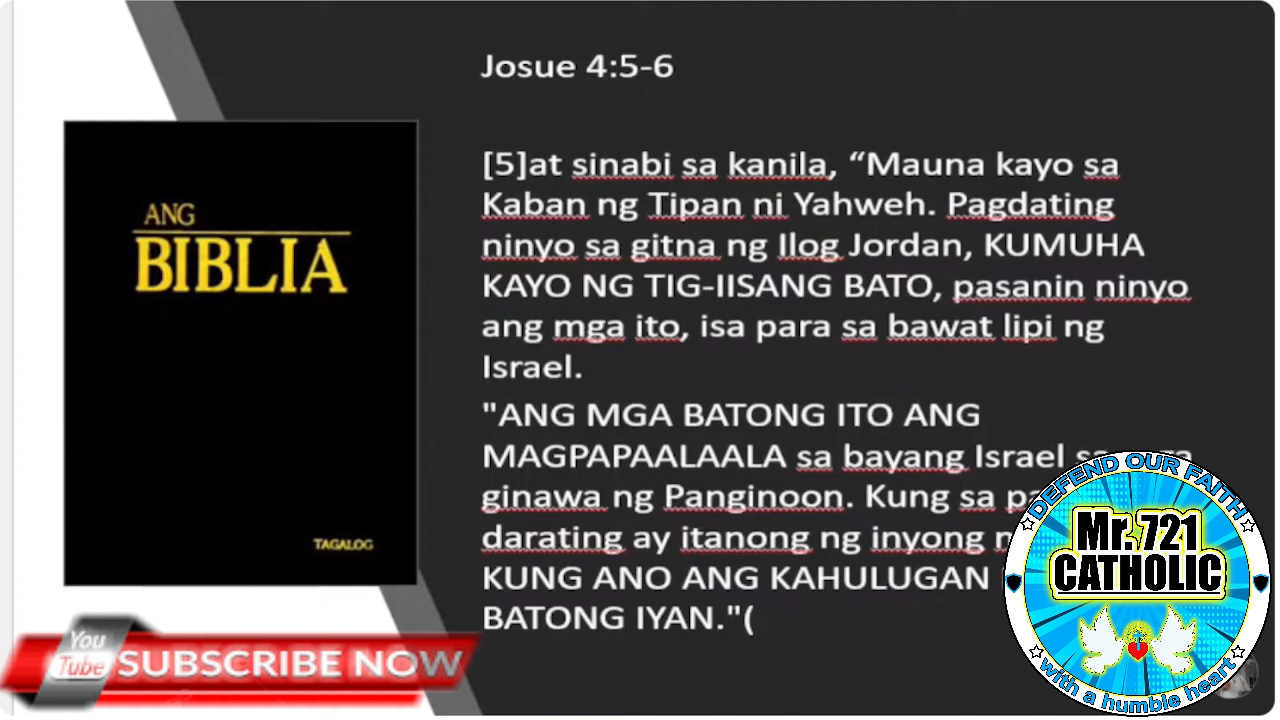 Josue 4:5-6
[5]at sinabi sa kanila, “Mauna kayo sa
Kaban ng Tipan ni Yahweh. Pagdating
ninyo sa gitna ng Ilog Jordan, KUMUHA
KAYO NG TIG-IISANG BATO, pasanin ninyo
ang mga ito, isa para sa bawat lipi ng
Israel.
"ANG MGA BATONG ITO ANG
MAGPAPAALAALA sa bayang Israel
ginawa ng Panginoon. Kung sa
darating ay itanong ng inyong
KUNG ANO ANG KAHULUGAN
BATONG IYAN."(
ANG
BIBLIA
TAGALOG
You
Tube
SUBSCRIBE NOW
DEFEND OUR FAITH
Mr. 721
CATHOLIC
with a humble heart